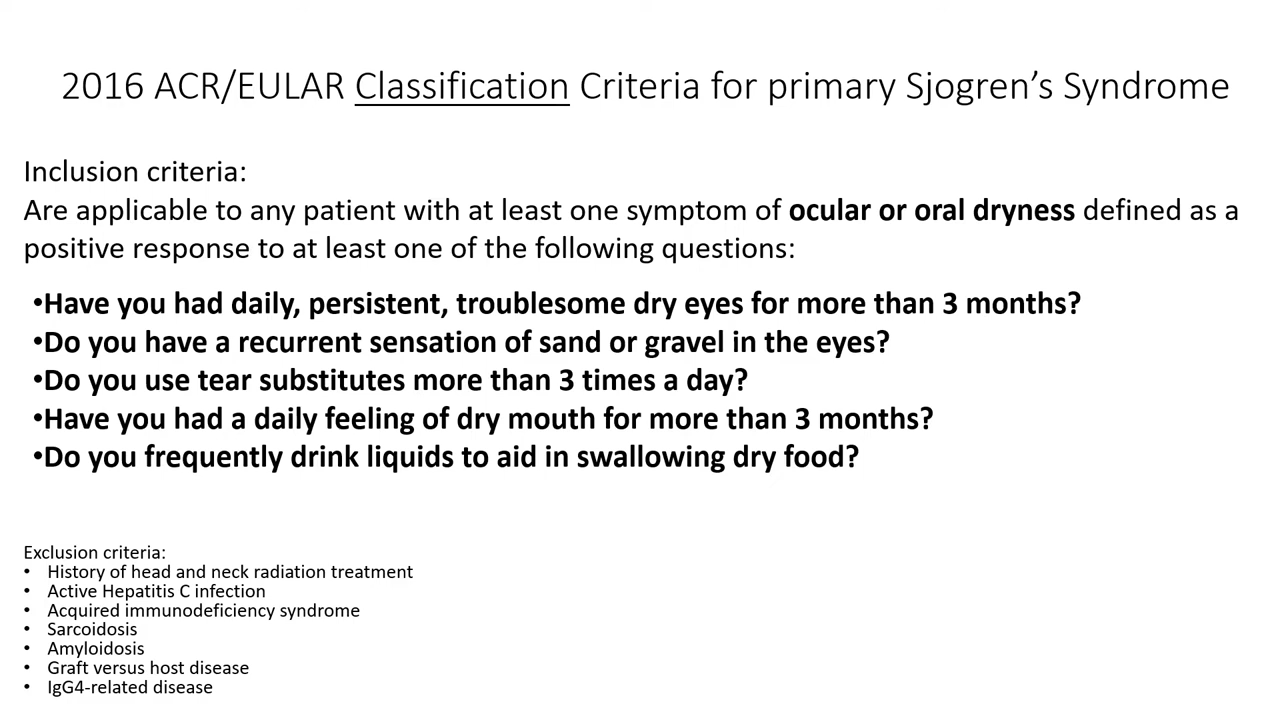 2016 ACR/EULAR Classification Criteria for primary Sjogren's Syndrome
Inclusion criteria:
Are applicable to any patient with at least one symptom of ocular or oral dryness defined as a
positive response to at least one of the following questions:
•Have you had daily, persistent, troublesome dry eyes for more than 3 months?
•Do you have a recurrent sensation of sand or gravel in the eyes?
•Do you use tear substitutes more than 3 times a day?
•Have you had a daily feeling of dry mouth for more than 3 months?
•Do you frequently drink liquids to aid in swallowing dry food?
Exclusion criteria:
• History of head and neck radiation treatment
• Active Hepatitis C infection
• Acquired immunodeficiency syndrome
• Sarcoidosis
• Amyloidosis
• Graft versus host disease
• IgG4-related disease